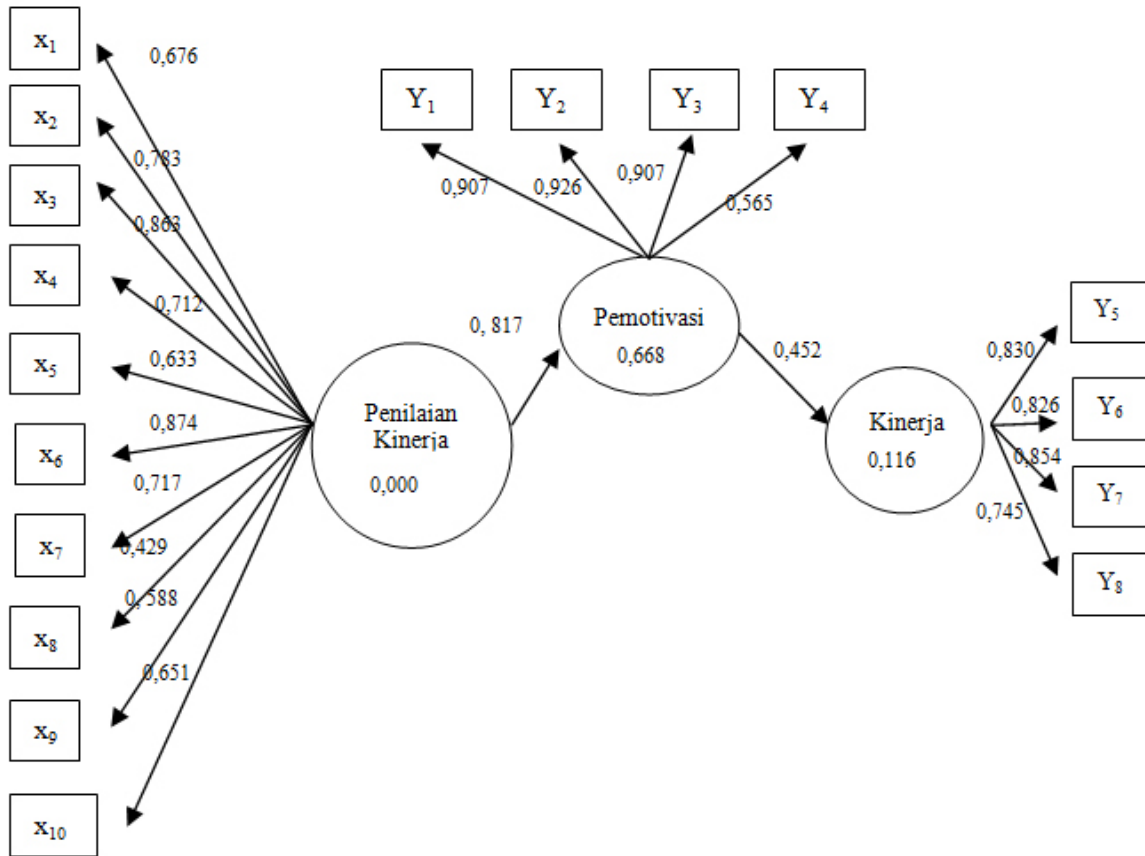 x₁
0,676
x₂
0,783
x₃
0,863
x₄
0,712
x₅
0,633
x₆
0,874
x₇
0,717
x₈
0,429
0,588
x₉
0,651
x₁₀
Penilaian
Kinerja
0,000
0, 817
Y₁
Y₂
Y₃
Y₄
0,907
0,926
0,907
0,565
Pemotivasi
0,668
0,452
Kinerja
0,116
0,830
0,826
0,854
0,745
Y₅
Y₆
Y₇
Y₈